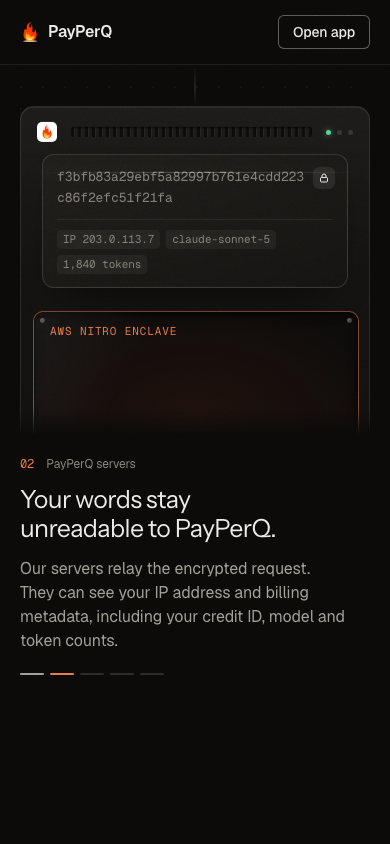 PayPerQ
Open app
f3bfb83a29ebf5a82997b761e4cdd223
c86f2efc51f21fa
IP 203.0.113.7
claude-sonnet-5
1,840 tokens
AWS NITRO ENCLAVE
02 PayPerQ servers
Your words stay
unreadable to PayPerQ.
Our servers relay the encrypted request.
They can see your IP address and billing
metadata, including your credit ID, model and
token counts.